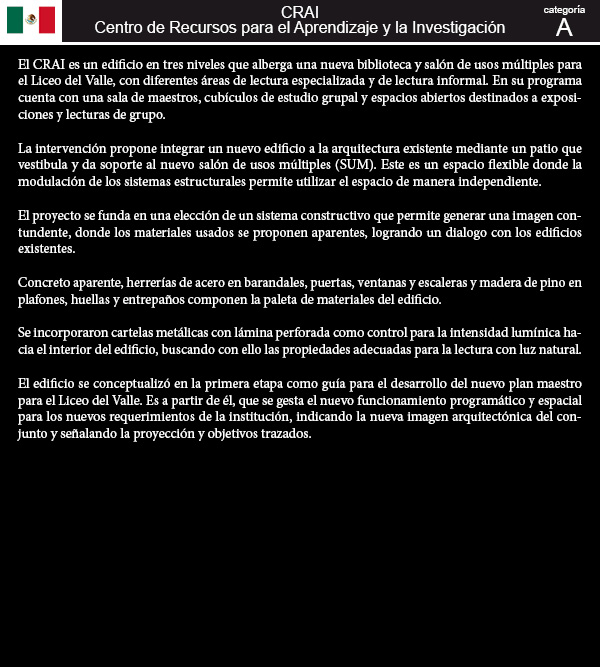 CRAI
Centro de Recursos para el Aprendizaje y la Investigación
categoría
A
El CRAI es un edificio en tres niveles que alberga una nueva biblioteca y salón de usos múltiples para
el Liceo del Valle, con diferentes áreas de lectura especializada y de lectura informal. En su programa
cuenta con una sala de maestros, cubículos de estudio grupal y espacios abiertos destinados a exposi-
ciones y lecturas de grupo.
La intervención propone integrar un nuevo edificio a la arquitectura existente mediante un patio que
vestibula y da soporte al nuevo salón de usos múltiples (SUM). Este es un espacio flexible donde la
modulación de los sistemas estructurales permite utilizar el espacio de manera independiente.
El proyecto se funda en una elección de un sistema constructivo que permite generar una imagen con-
tundente, donde los materiales usados se proponen aparentes, logrando un dialogo con los edificios
existentes.
Concreto aparente, herrerías de acero en barandales, puertas, ventanas y escaleras y madera de pino en
plafones, huellas y entrepaños componen la paleta de materiales del edificio.
Se incorporaron cartelas metálicas con lámina perforada como control para la intensidad lumínica ha-
cia el interior del edificio, buscando con ello las propiedades adecuadas para la lectura con luz natural.
El edificio se conceptualizó en la primera etapa como guía para el desarrollo del nuevo plan maestro
para el Liceo del Valle. Es a partir de él, que se gesta el nuevo funcionamiento programático y espacial
para los nuevos requerimientos de la institución, indicando la nueva imagen arquitectónica del con-
junto y señalando la proyección y objetivos trazados.